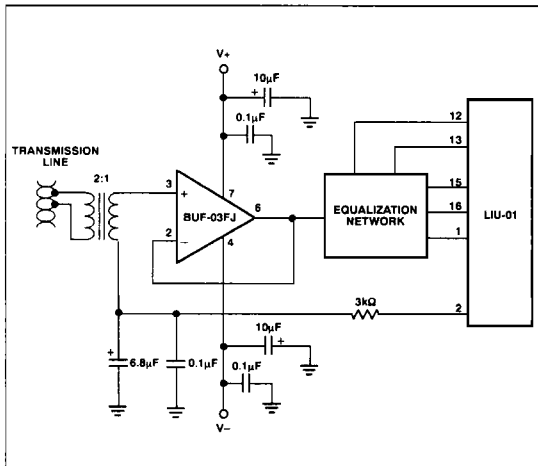 V+
10μF
+
0.1μF
TRANSMISSION
LINE
2:1
3
+
7
BUF-03FJ
6
2
−
4
EQUALIZATION
NETWORK
12
13
15
16
1
2
LIU-01
3kΩ
+
6.8μF
0.1μF
10μF
+
0.1μF
V−